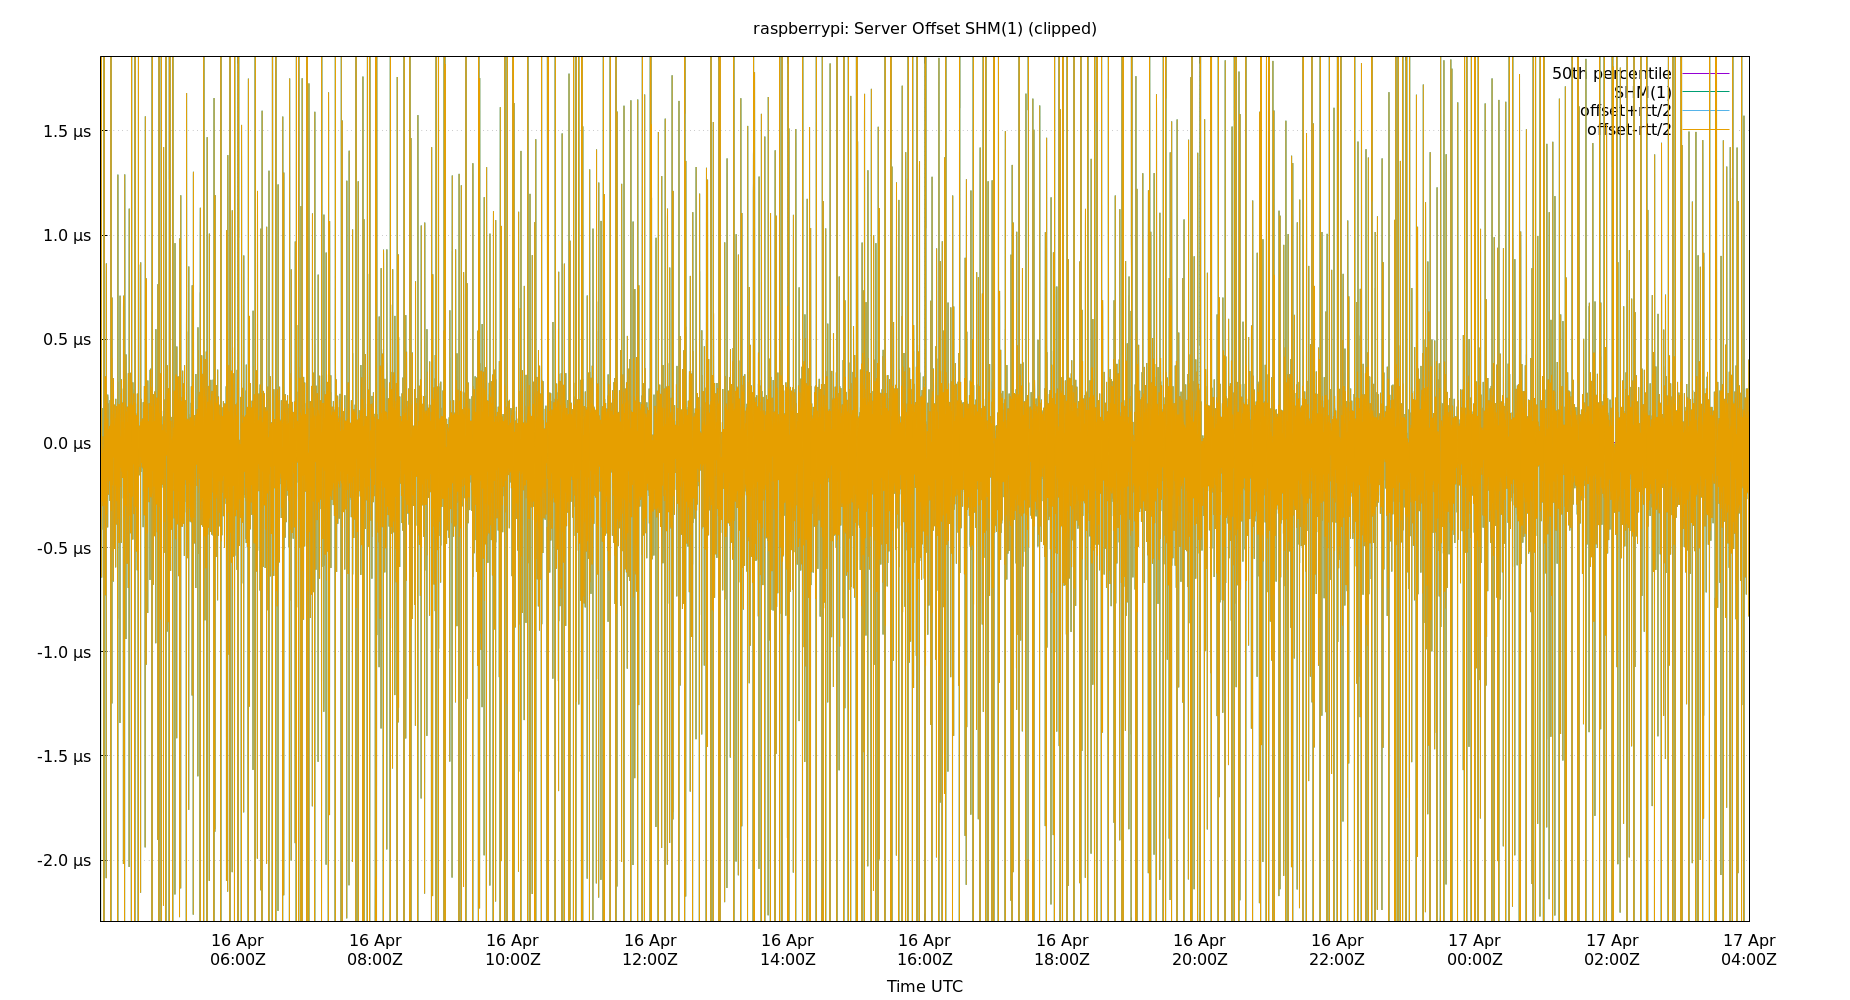 raspberrypi: Server Offset SHM(1) (clipped)
50th percentile
SHM(1)
offset+rtt/2
offset-rtt/2
1.5 µs
1.0 µs
0.5 µs
0.0 µs
-0.5 µs
-1.0 µs
-1.5 µs
-2.0 µs
16 Apr 16 Apr 16 Apr 16 Apr 16 Apr 16 Apr 16 Apr 16 Apr 16 Apr 17 Apr 17 Apr 17 Apr
06:00Z 08:00Z 10:00Z 12:00Z 14:00Z 16:00Z 18:00Z 20:00Z 22:00Z 00:00Z 02:00Z 04:00Z
Time UTC